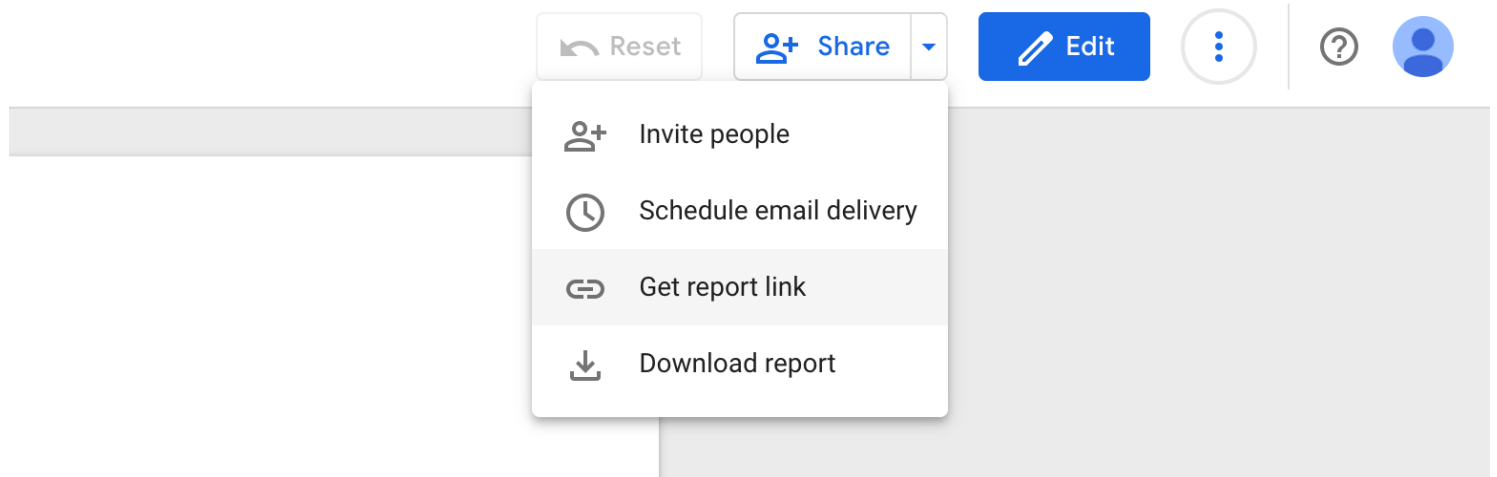 Reset
Share
Edit
Invite people
Schedule email delivery
Get report link
Download report